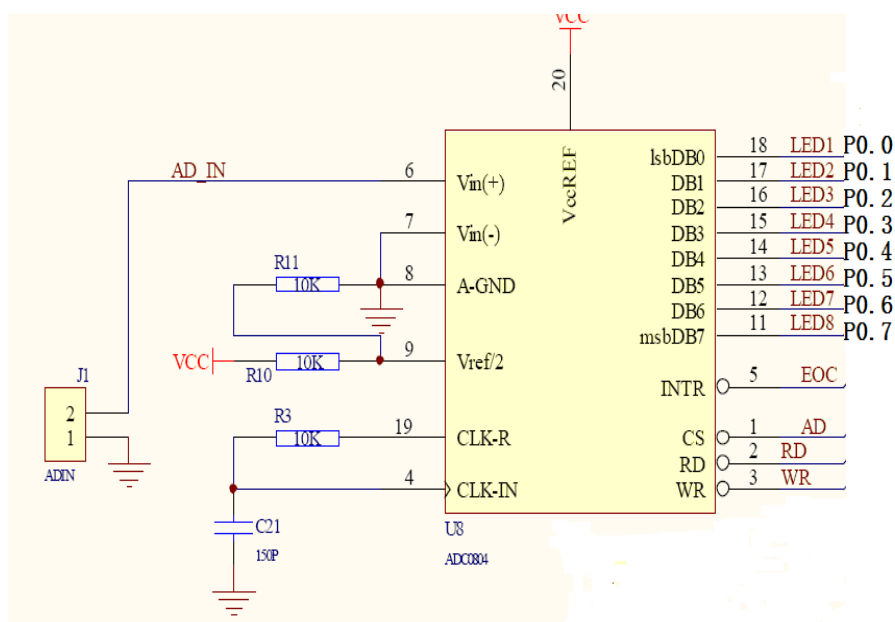 VCC
20
VccREF
AD_IN
6
Vin(+)
7
Vin(-)
R11
10K
8
A-GND
VCC
R10
10K
9
Vref/2
J1
2
1
ADIN
R3
10K
19
CLK-R
4
CLK-IN
C21
150P
U8
ADC0804
lsbDB0 18 LED1 P0.0
DB1 17 LED2 P0.1
DB2 16 LED3 P0.2
DB3 15 LED4 P0.3
DB4 14 LED5 P0.4
DB5 13 LED6 P0.5
DB6 12 LED7 P0.6
msbDB7 11 LED8 P0.7
INTR 5 EOC
CS 1 AD
RD 2 RD
WR 3 WR